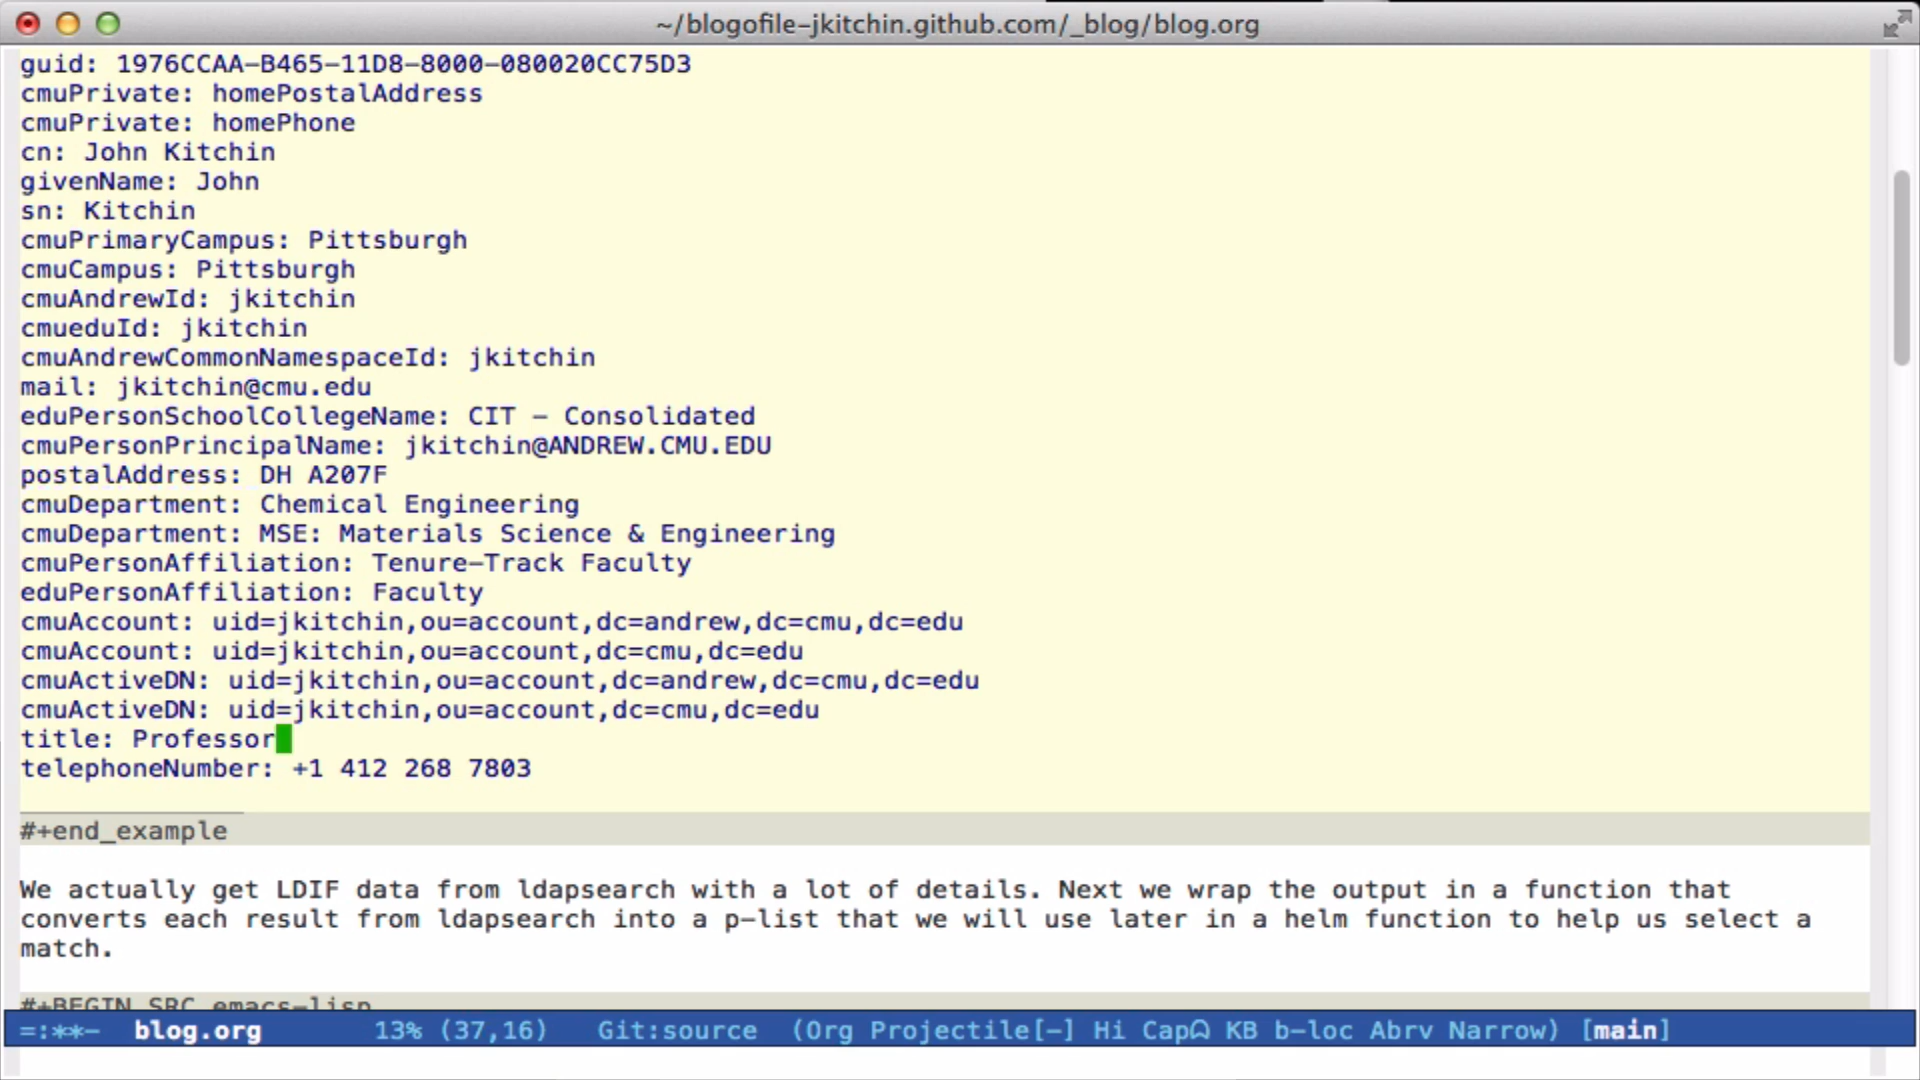 ~/blogofile-jkitchin.github.com/_blog/blog.org
guid: 1976CCAA-B465-11D8-8000-080020CC75D3
cmuPrivate: homePostalAddress
cmuPrivate: homePhone
cn: John Kitchin
givenName: John
sn: Kitchin
cmuPrimaryCampus: Pittsburgh
cmuCampus: Pittsburgh
cmuAndrewId: jkitchin
cmueduId: jkitchin
cmuAndrewCommonNamespaceId: jkitchin
mail: jkitchin@cmu.edu
eduPersonSchoolCollegeName: CIT - Consolidated
cmuPersonPrincipalName: jkitchin@ANDREW.CMU.EDU
postalAddress: DH A207F
cmuDepartment: Chemical Engineering
cmuDepartment: MSE: Materials Science & Engineering
cmuPersonAffiliation: Tenure-Track Faculty
eduPersonAffiliation: Faculty
cmuAccount: uid=jkitchin,ou=account,dc=andrew,dc=cmu,dc=edu
cmuAccount: uid=jkitchin,ou=account,dc=cmu,dc=edu
cmuActiveDN: uid=jkitchin,ou=account,dc=andrew,dc=cmu,dc=edu
cmuActiveDN: uid=jkitchin,ou=account,dc=cmu,dc=edu
title: Professor
telephoneNumber: +1 412 268 7803
#+end_example
We actually get LDIF data from ldapsearch with a lot of details. Next we wrap the output in a function that
converts each result from ldapsearch into a p-list that we will use later in a helm function to help us select a
match.
#+BEGIN_SRC emacs-lisp
=:**- blog.org 13% (37,16) Git:source (Org Projectile[-] Hi Cap KB b-loc Abrv Narrow) [main]